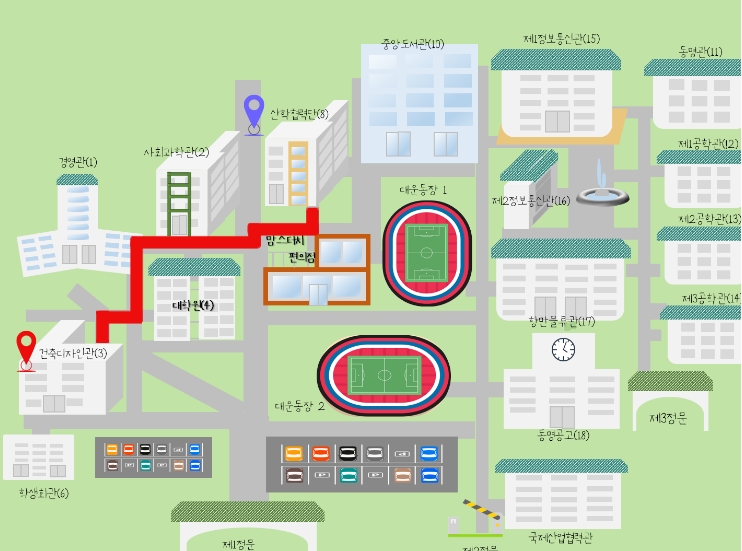 제1정보통신관(15)
중앙도서관(10)
동명관(11)
산학협력단(8)
제1공학관(12)
사회과학관(2)
경영관(1)
대운동장 1
제2정보통신관(16)
제2공학관(13)
맘스터치
편의점
제3공학관(14)
대학원(4)
항만물류관(17)
건축디자인관(3)
대운동장 2
제3정문
동명공고(18)
학생회관(6)
국제산업협력관
제1정문
제2정문